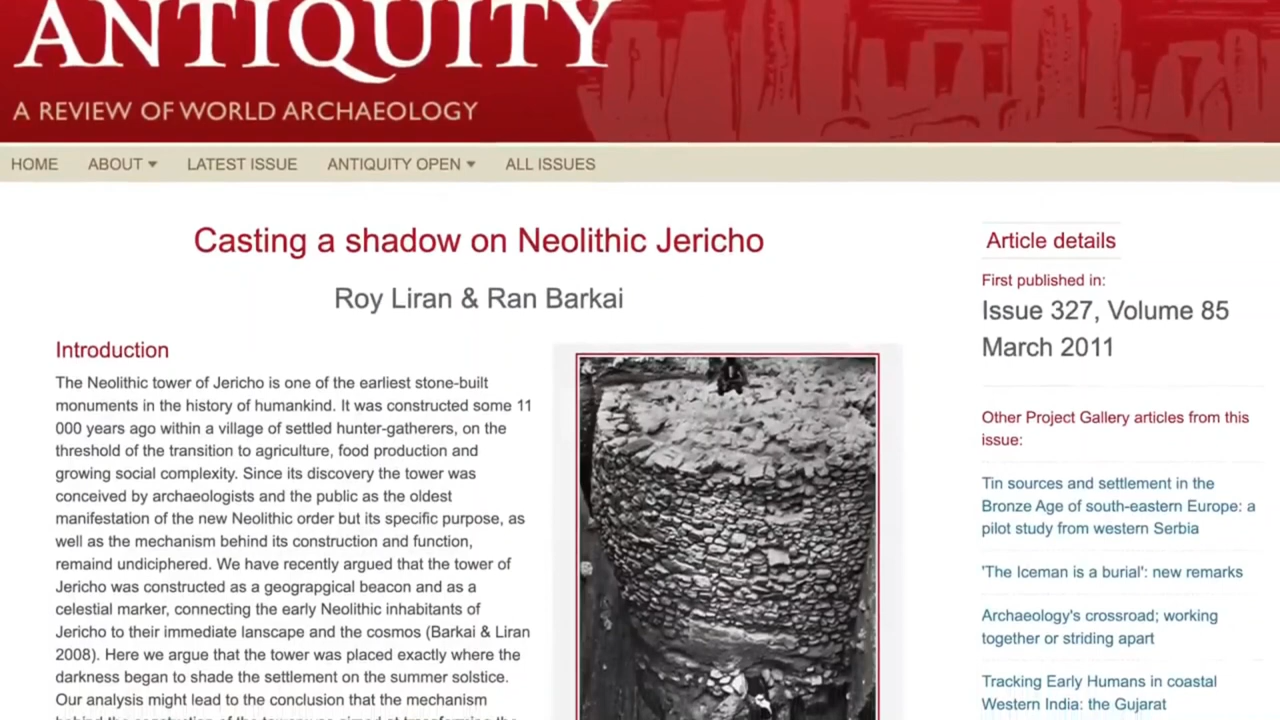 ANTIQUITY
A REVIEW OF WORLD ARCHAEOLOGY
HOME ABOUT LATEST ISSUE ANTIQUITY OPEN ALL ISSUES
Casting a shadow on Neolithic Jericho
Roy Liran & Ran Barkai
Introduction
The Neolithic tower of Jericho is one of the earliest stone-built
monuments in the history of humankind. It was constructed some 11
000 years ago within a village of settled hunter-gatherers, on the
threshold of the transition to agriculture, food production and
growing social complexity. Since its discovery the tower was
conceived by archaeologists and the public as the oldest
manifestation of the new Neolithic order but its specific purpose, as
well as the mechanism behind its construction and function,
remaind undiciphered. We have recently argued that the tower of
Jericho was constructed as a geograpgical beacon and as a
celestial marker, connecting the early Neolithic inhabitants of
Jericho to their immediate lanscape and the cosmos (Barkai & Liran
2008). Here we argue that the tower was placed exactly where the
darkness began to shade the settlement on the summer solstice.
Our analysis might lead to the conclusion that the mechanism
Article details
First published in:
Issue 327, Volume 85
March 2011
Other Project Gallery articles from this
issue:
Tin sources and settlement in the
Bronze Age of south-eastern Europe: a
pilot study from western Serbia
'The Iceman is a burial': new remarks
Archaeology's crossroad; working
together or striding apart
Tracking Early Humans in coastal
Western India: the Gujarat